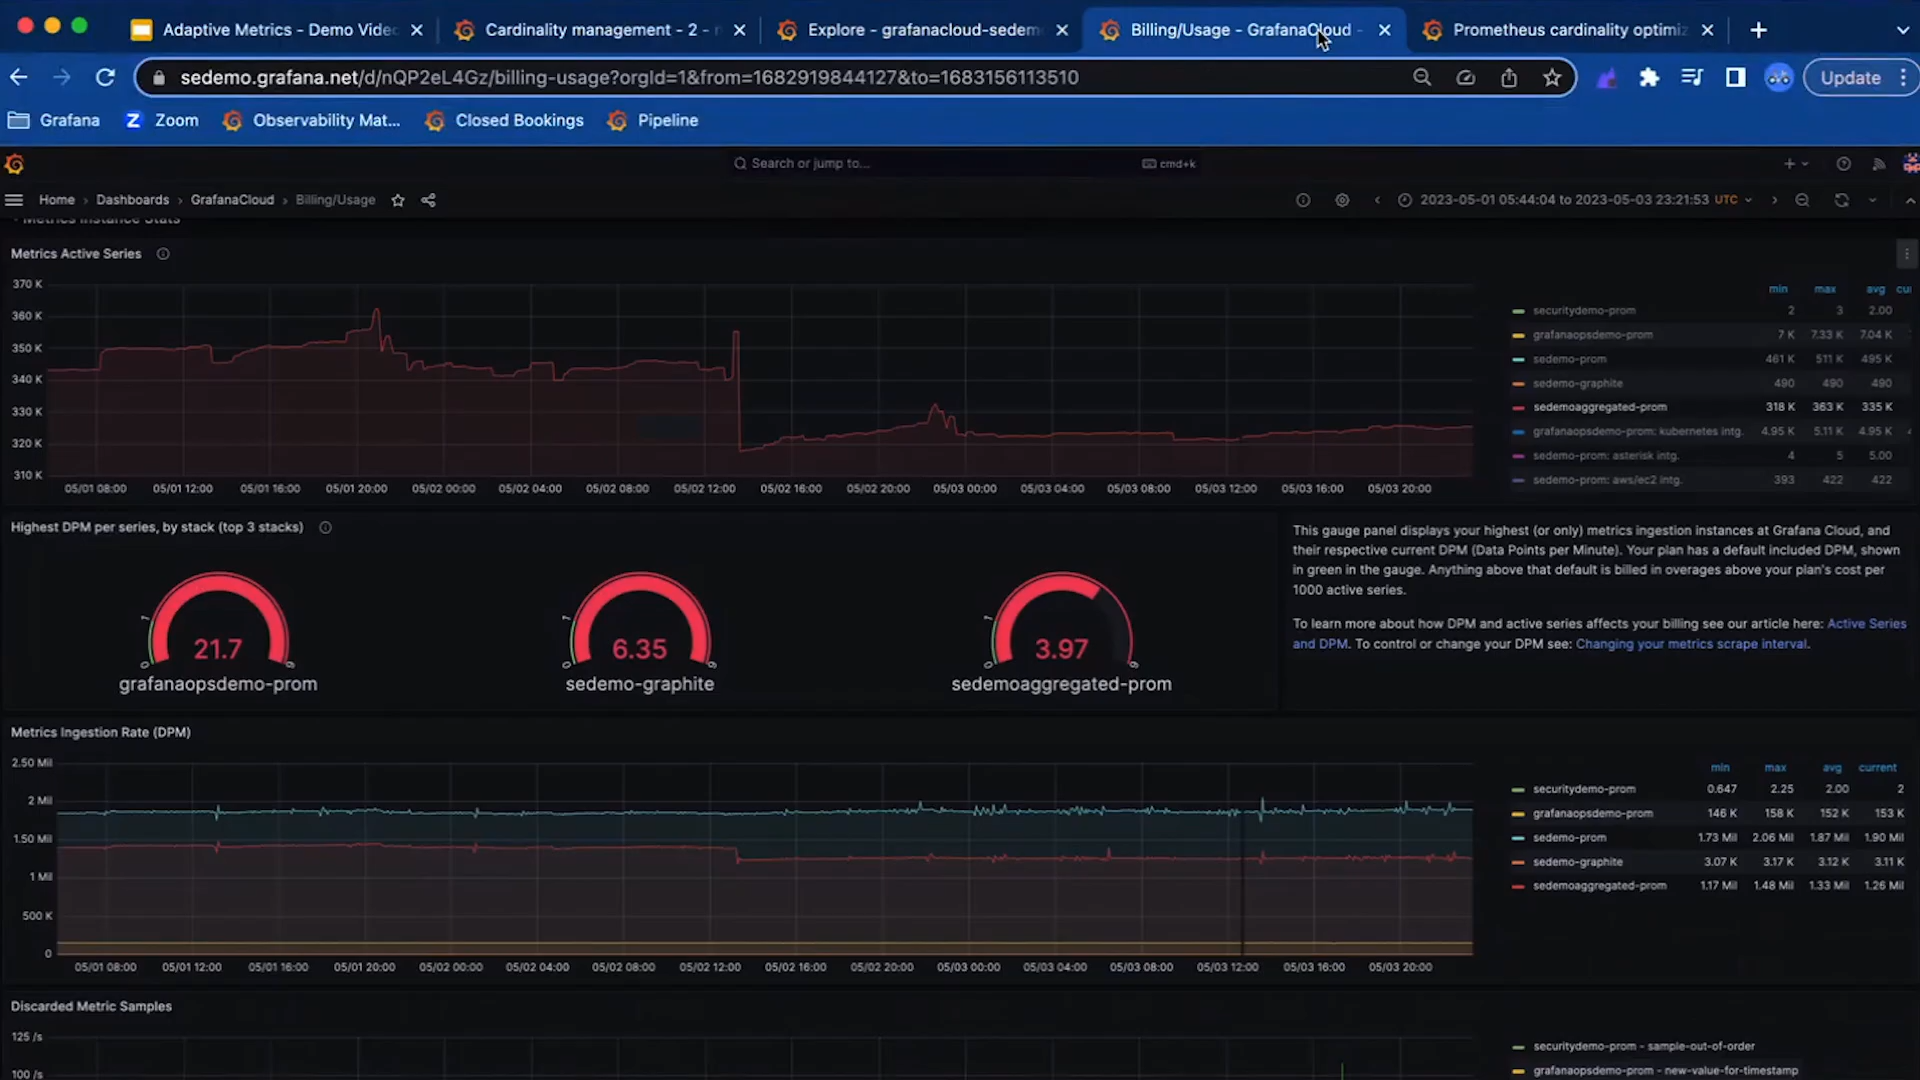 Adaptive Metrics - Demo Video
Cardinality management - 2 -
Explore - grafanacloud-sedem
Billing/Usage - GrafanaCloud -
Prometheus cardinality optimiz
sedemo.grafana.net/d/nQP2eL4Gz/billing-usage?orgId=1&from=1682919844127&to=1683156113510
Update
Grafana
Zoom
Observability Mat...
Closed Bookings
Pipeline
Search or jump to...
cmd+k
Home › Dashboards › GrafanaCloud › Billing/Usage
2023-05-01 05:44:04 to 2023-05-03 23:21:53 UTC
Metrics Instance Stats
Metrics Active Series
370 K
360 K
350 K
340 K
330 K
320 K
310 K
05/01 08:00 05/01 12:00 05/01 16:00 05/01 20:00 05/02 00:00 05/02 04:00 05/02 08:00 05/02 12:00 05/02 16:00 05/02 20:00 05/03 00:00 05/03 04:00 05/03 08:00 05/03 12:00 05/03 16:00 05/03 20:00
min max avg cu
securitydemo-prom 2 3 2.00
grafanaopsdemo-prom 7 K 7.33 K 7.04 K
sedemo-prom 461 K 511 K 495 K
sedemo-graphite 490 490 490
sedemoaggregated-prom 318 K 363 K 335 K
grafanaopsdemo-prom: kubernetes intg. 4.95 K 5.11 K 4.95 K
sedemo-prom: asterisk intg. 4 5 5.00
sedemo-prom: aws/ec2 intg. 393 422 422
Highest DPM per series, by stack (top 3 stacks)
21.7
grafanaopsdemo-prom
6.35
sedemo-graphite
3.97
sedemoaggregated-prom
This gauge panel displays your highest (or only) metrics ingestion instances at Grafana Cloud, and
their respective current DPM (Data Points per Minute). Your plan has a default included DPM, shown
in green in the gauge. Anything above that default is billed in overages above your plan's cost per
1000 active series.
To learn more about how DPM and active series affects your billing see our article here: Active Series
and DPM. To control or change your DPM see: Changing your metrics scrape interval.
Metrics Ingestion Rate (DPM)
2.50 Mil
2 Mil
1.50 Mil
1 Mil
500 K
0
05/01 08:00 05/01 12:00 05/01 16:00 05/01 20:00 05/02 00:00 05/02 04:00 05/02 08:00 05/02 12:00 05/02 16:00 05/02 20:00 05/03 00:00 05/03 04:00 05/03 08:00 05/03 12:00 05/03 16:00 05/03 20:00
min max avg current
securitydemo-prom 0.647 2.25 2.00 2
grafanaopsdemo-prom 146 K 158 K 152 K 153 K
sedemo-prom 1.73 Mil 2.06 Mil 1.87 Mil 1.90 Mil
sedemo-graphite 3.07 K 3.17 K 3.12 K 3.11 K
sedemoaggregated-prom 1.17 Mil 1.48 Mil 1.33 Mil 1.26 Mil
Discarded Metric Samples
125 /s
100 /s
securitydemo-prom - sample-out-of-order
grafanaopsdemo-prom - new-value-for-timestamp